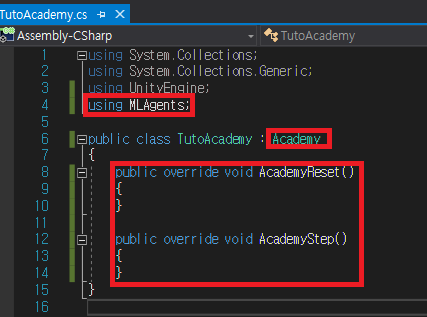 TutoAcademy.cs
Assembly-CSharp TutoAcademy
1 using System.Collections;
2 using System.Collections.Generic;
3 using UnityEngine;
4 using MLAgents;
5
6 public class TutoAcademy : Academy
7 {
8 public override void AcademyReset()
9 {
10 }
11
12 public override void AcademyStep()
13 {
14 }
15 }
16